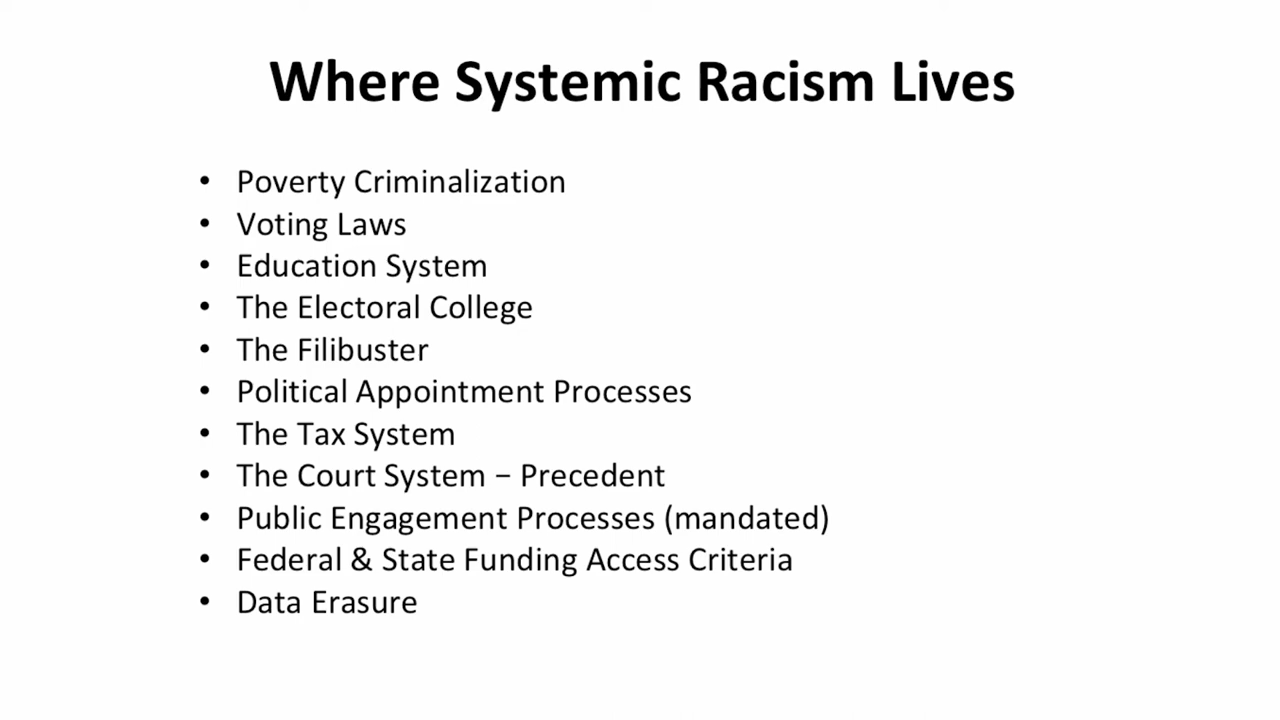 Where Systemic Racism Lives
• Poverty Criminalization
• Voting Laws
• Education System
• The Electoral College
• The Filibuster
• Political Appointment Processes
• The Tax System
• The Court System – Precedent
• Public Engagement Processes (mandated)
• Federal & State Funding Access Criteria
• Data Erasure